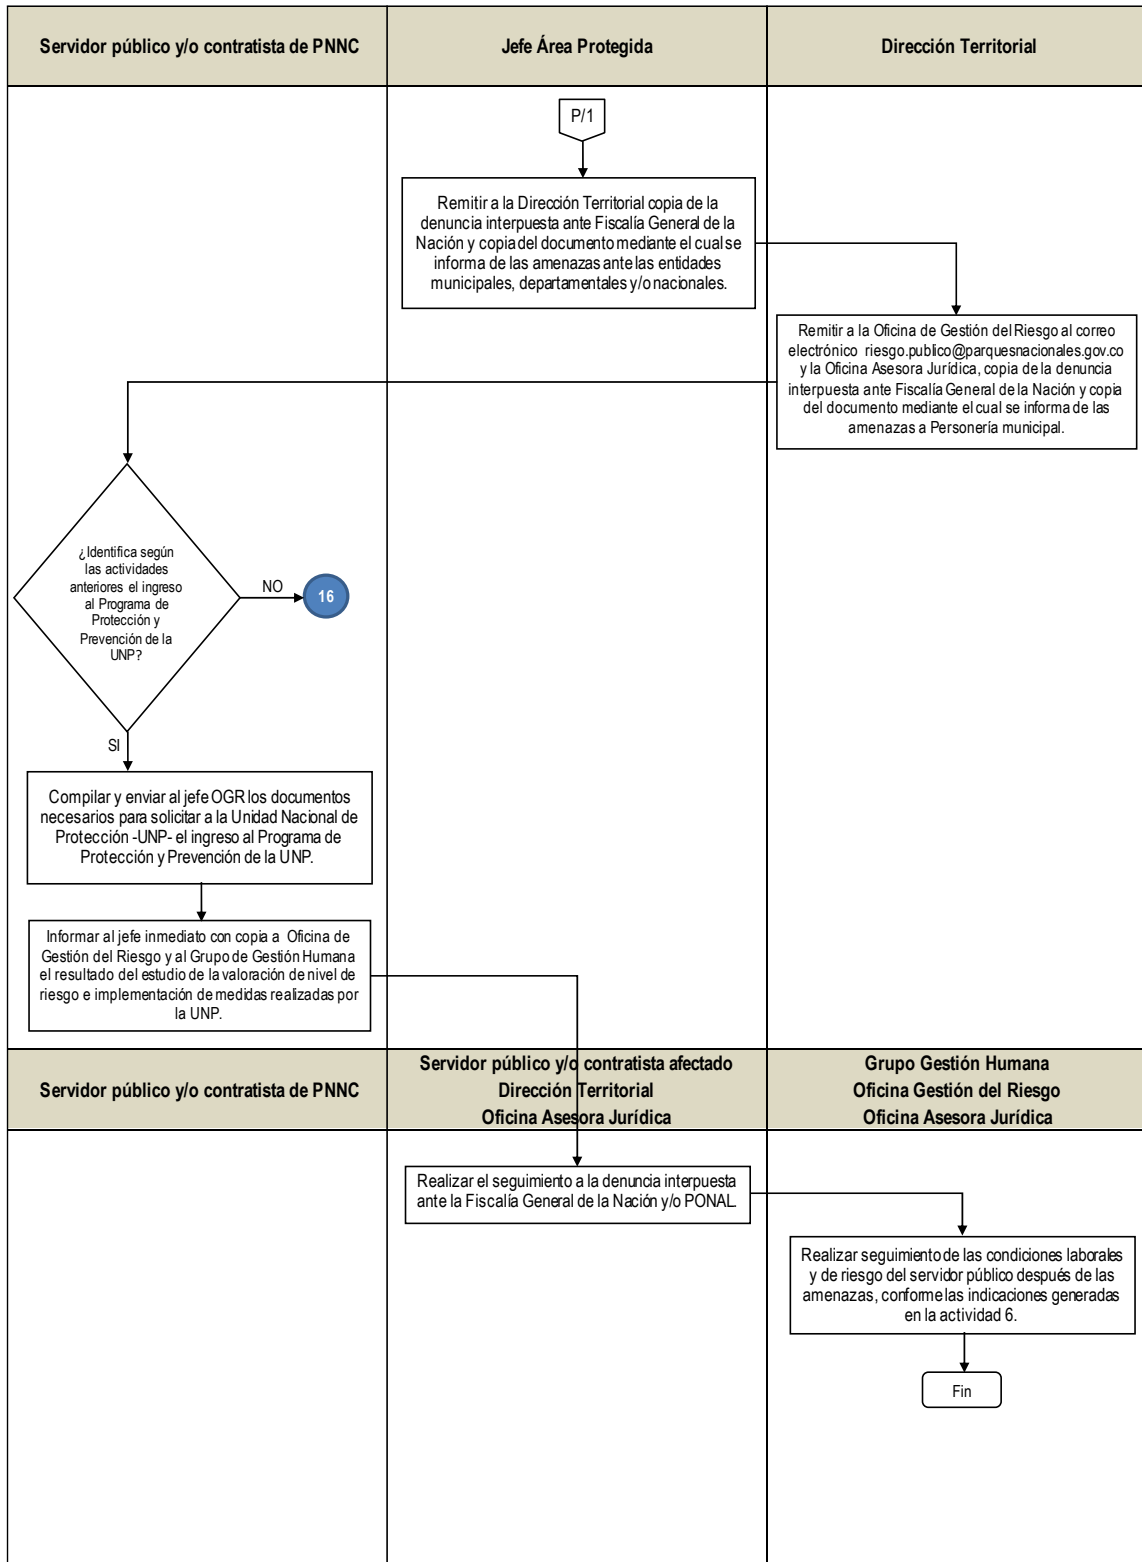 Servidor público y/o contratista de PNNC
Jefe Área Protegida
Dirección Territorial
P/1
Remitir a la Dirección Territorial copia de la
denuncia interpuesta ante Fiscalía General de la
Nación y copia del documento mediante el cual se
informa de las amenazas ante las entidades
municipales, departamentales y/o nacionales.
Remitir a la Oficina de Gestión del Riesgo al correo
electrónico riesgo.publico@parquesnacionales.gov.co
y la Oficina Asesora Jurídica, copia de la denuncia
interpuesta ante Fiscalía General de la Nación y copia
del documento mediante el cual se informa de las
amenazas a Personería municipal.
¿Identifica según
las actividades
anteriores el ingreso
al Programa de
Protección y
Prevención de la
UNP?
NO
16
SI
Compilar y enviar al jefe OGR los documentos
necesarios para solicitar a la Unidad Nacional de
Protección -UNP- el ingreso al Programa de
Protección y Prevención de la UNP.
Informar al jefe inmediato con copia a Oficina de
Gestión del Riesgo y al Grupo de Gestión Humana
el resultado del estudio de la valoración de nivel de
riesgo e implementación de medidas realizadas por
la UNP.
Servidor público y/o contratista de PNNC
Servidor público y/o contratista afectado
Dirección Territorial
Oficina Asesora Jurídica
Grupo Gestión Humana
Oficina Gestión del Riesgo
Oficina Asesora Jurídica
Realizar el seguimiento a la denuncia interpuesta
ante la Fiscalía General de la Nación y/o PONAL.
Realizar seguimiento de las condiciones laborales
y de riesgo del servidor público después de las
amenazas, conforme las indicaciones generadas
en la actividad 6.
Fin